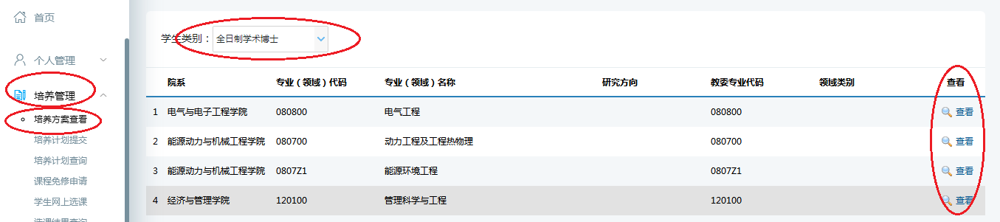 首页
个人管理
培养管理
培养方案查看
培养计划提交
培养计划查询
课程免修申请
学生网上选课
选课结果查询
学生类别： 全日制学术博士
院系 专业（领域）代码 专业（领域）名称 研究方向 教委专业代码 领域类别 查看
1 电气与电子工程学院 080800 电气工程 080800 查看
2 能源动力与机械工程学院 080700 动力工程及工程热物理 080700 查看
3 能源动力与机械工程学院 0807Z1 能源环境工程 0807Z1 查看
4 经济与管理学院 120100 管理科学与工程 120100 查看